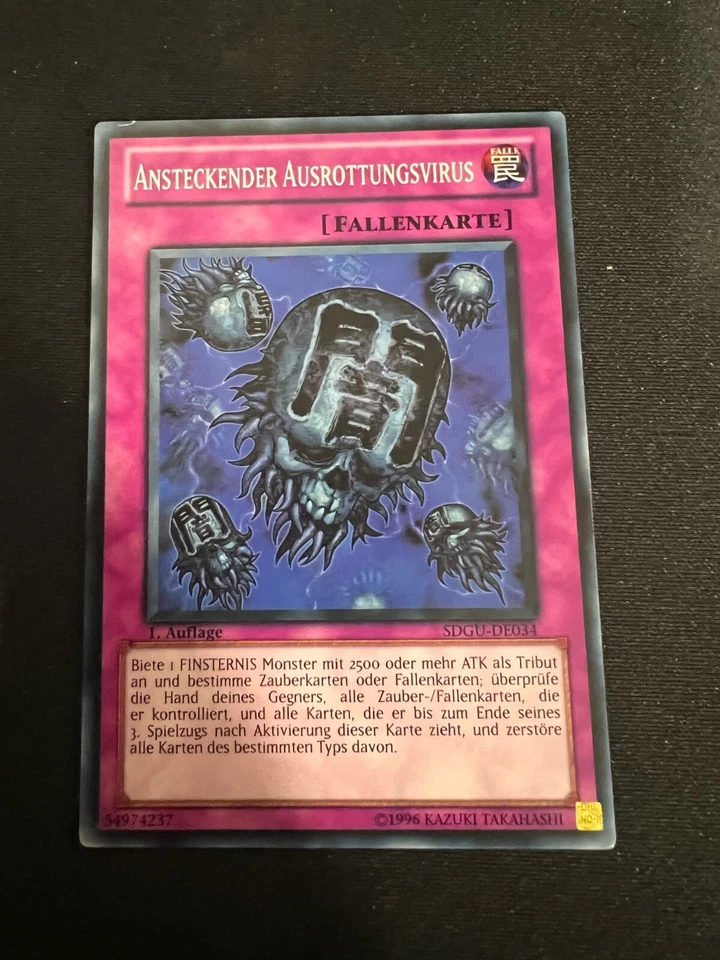 ANSTECKENDER AUSROTTUNGSVIRUS
FALLE
罠
[FALLENKARTE]
闇
闇
1. Auflage
SDGU-DE034
Biete 1 FINSTERNIS Monster mit 2500 oder mehr ATK als Tribut
an und bestimme Zauberkarten oder Fallenkarten; überprüfe
die Hand deines Gegners, alle Zauber-/Fallenkarten, die
er kontrolliert, und alle Karten, die er bis zum Ende seines
3. Spielzugs nach Aktivierung dieser Karte zieht, und zerstöre
alle Karten des bestimmten Typs davon.
54974237
©1996 KAZUKI TAKAHASHI